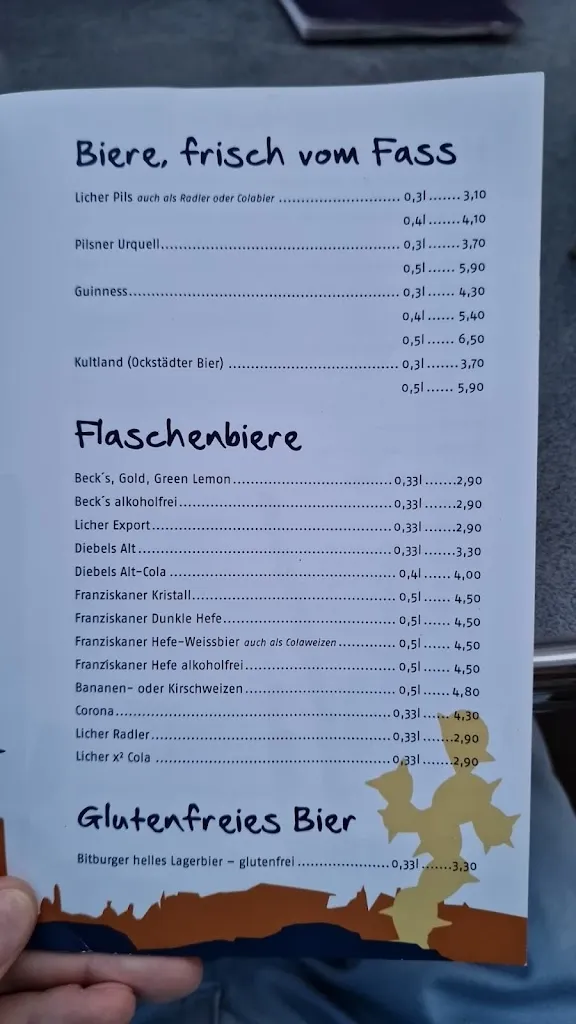 Biere, frisch vom Fass
Licher Pils auch als Radler oder Colabier ........ 0,3l ....... 3,10
0,4l ...... 4,10
Pilsner Urquell........ 0,3l ....... 3,70
0,5l ...... 5,90
Guinness........ 0,3l ...... 4,30
0,4l ...... 5,40
0,5l ...... 6,50
Kultland (Ockstädter Bier) ........ 0,3l ....... 3,70
0,5l ...... 5,90
Flaschenbiere
Beck´s, Gold, Green Lemon........ 0,33l ....... 2,90
Beck´s alkoholfrei........ 0,33l ....... 2,90
Licher Export........ 0,33l ....... 2,90
Diebels Alt........ 0,33l ....... 3,30
Diebels Alt-Cola ........ 0,4l ...... 4,00
Franziskaner Kristall........ 0,5l ...... 4,50
Franziskaner Dunkle Hefe........ 0,5l ...... 4,50
Franziskaner Hefe-Weissbier auch als Colaweizen ........ 0,5l ...... 4,50
Franziskaner Hefe alkoholfrei........ 0,5l ...... 4,50
Bananen- oder Kirschweizen ........ 0,5l ...... 4,80
Corona........ 0,33l ...... 4,30
Licher Radler........ 0,33l ....... 2,90
Licher x² Cola ........ 0,33l ....... 2,90
Glutenfreies Bier
Bitburger helles Lagerbier – glutenfrei ........ 0,33l ....... 3,30